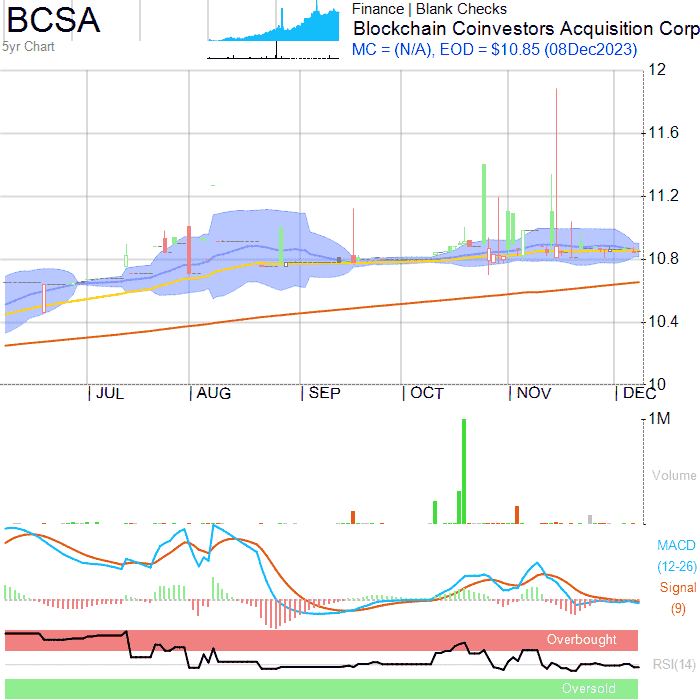 BCSA
5yr Chart
Finance | Blank Checks
Blockchain Coinvestors Acquisition Corp
MC = (N/A), EOD = $10.85 (08Dec2023)
12
11.6
11.2
10.8
10.4
10
JUL AUG SEP OCT NOV DEC
1M
Volume
MACD
(12-26)
Signal
(9)
Overbought
RSI(14)
Oversold